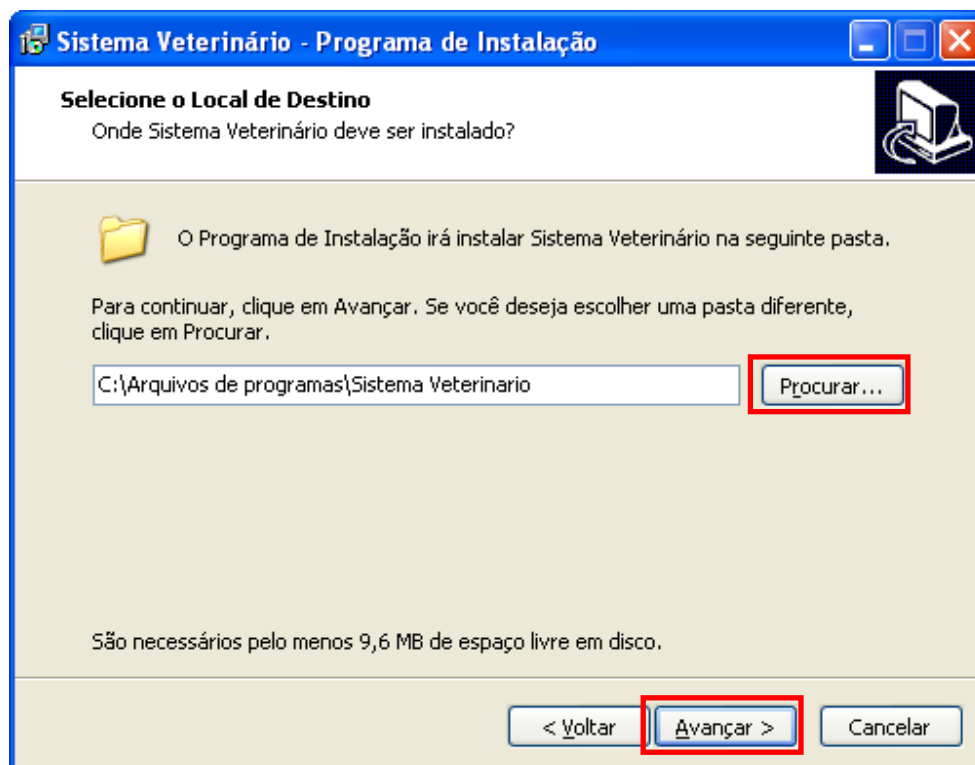 Sistema Veterinário - Programa de Instalação
Selecione o Local de Destino
Onde Sistema Veterinário deve ser instalado?
O Programa de Instalação irá instalar Sistema Veterinário na seguinte pasta.
Para continuar, clique em Avançar. Se você deseja escolher uma pasta diferente,
clique em Procurar.
C:\Arquivos de programas\Sistema Veterinario
Procurar...
São necessários pelo menos 9,6 MB de espaço livre em disco.
< Voltar
Avançar >
Cancelar